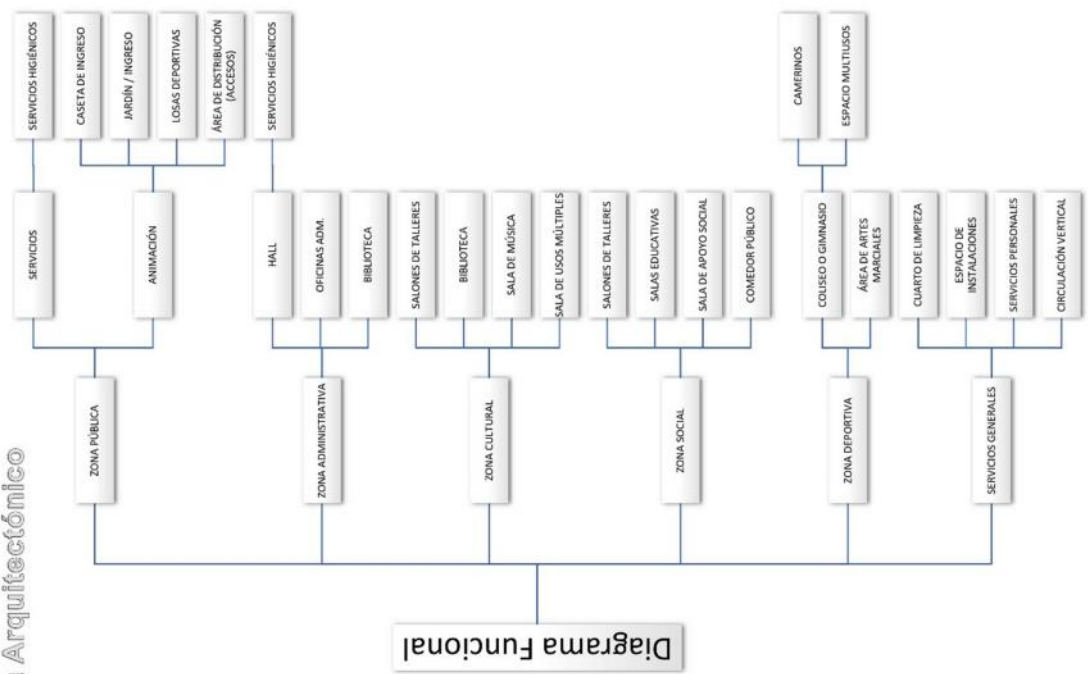 Arquitectónico
Diagrama Funcional
ZONA PÚBLICA
SERVICIOS
SERVICIOS HIGIÉNICOS
ANIMACIÓN
CASETA DE INGRESO
JARDÍN / INGRESO
LOSAS DEPORTIVAS
ÁREA DE DISTRIBUCIÓN
(ACCESOS)
ZONA ADMINISTRATIVA
HALL
SERVICIOS HIGIÉNICOS
OFICINAS ADM.
BIBLIOTECA
ZONA CULTURAL
SALONES DE TALLERES
BIBLIOTECA
SALA DE MÚSICA
SALA DE USOS MÚLTIPLES
ZONA SOCIAL
SALONES DE TALLERES
SALAS EDUCATIVAS
SALA DE APOYO SOCIAL
COMEDOR PÚBLICO
ZONA DEPORTIVA
COLISEO O GIMNASIO
CAMERINOS
ESPACIO MULTIUSOS
ÁREA DE ARTES
MARCIALES
SERVICIOS GENERALES
CUARTO DE LIMPIEZA
ESPACIO DE
INSTALACIONES
SERVICIOS PERSONALES
CIRCULACIÓN VERTICAL